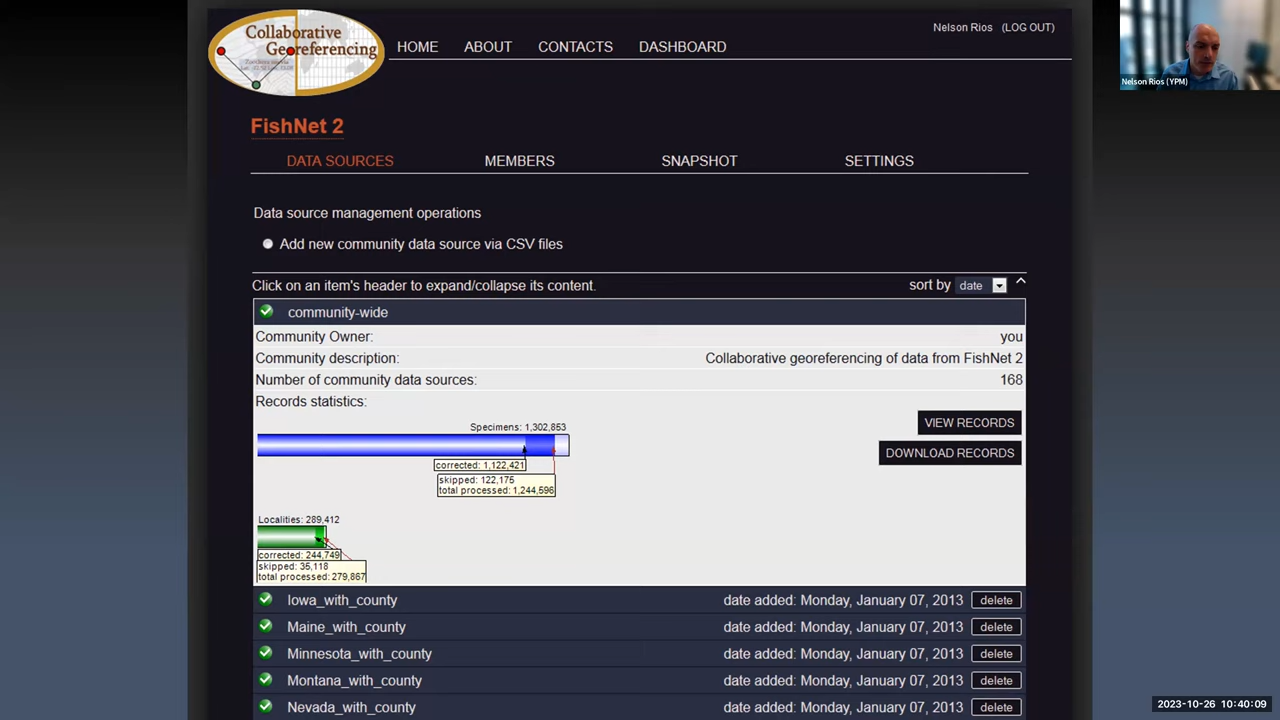 Collaborative
Georeferencing
HOME ABOUT CONTACTS DASHBOARD
Nelson Rios (LOG OUT)
Nelson Rios (YPM)
FishNet 2
DATA SOURCES MEMBERS SNAPSHOT SETTINGS
Data source management operations
Add new community data source via CSV files
Click on an item's header to expand/collapse its content. sort by date
community-wide
Community Owner: you
Community description: Collaborative georeferencing of data from FishNet 2
Number of community data sources: 168
Records statistics:
VIEW RECORDS
DOWNLOAD RECORDS
Specimens: 1,302,853
corrected: 1,122,421
skipped: 122,175
total processed: 1,244,596
Localities: 289,412
corrected: 244,749
skipped: 35,118
total processed: 279,867
Iowa_with_county date added: Monday, January 07, 2013 delete
Maine_with_county date added: Monday, January 07, 2013 delete
Minnesota_with_county date added: Monday, January 07, 2013 delete
Montana_with_county date added: Monday, January 07, 2013 delete
Nevada_with_county date added: Monday, January 07, 2013 delete
2023-10-26 10:40:09